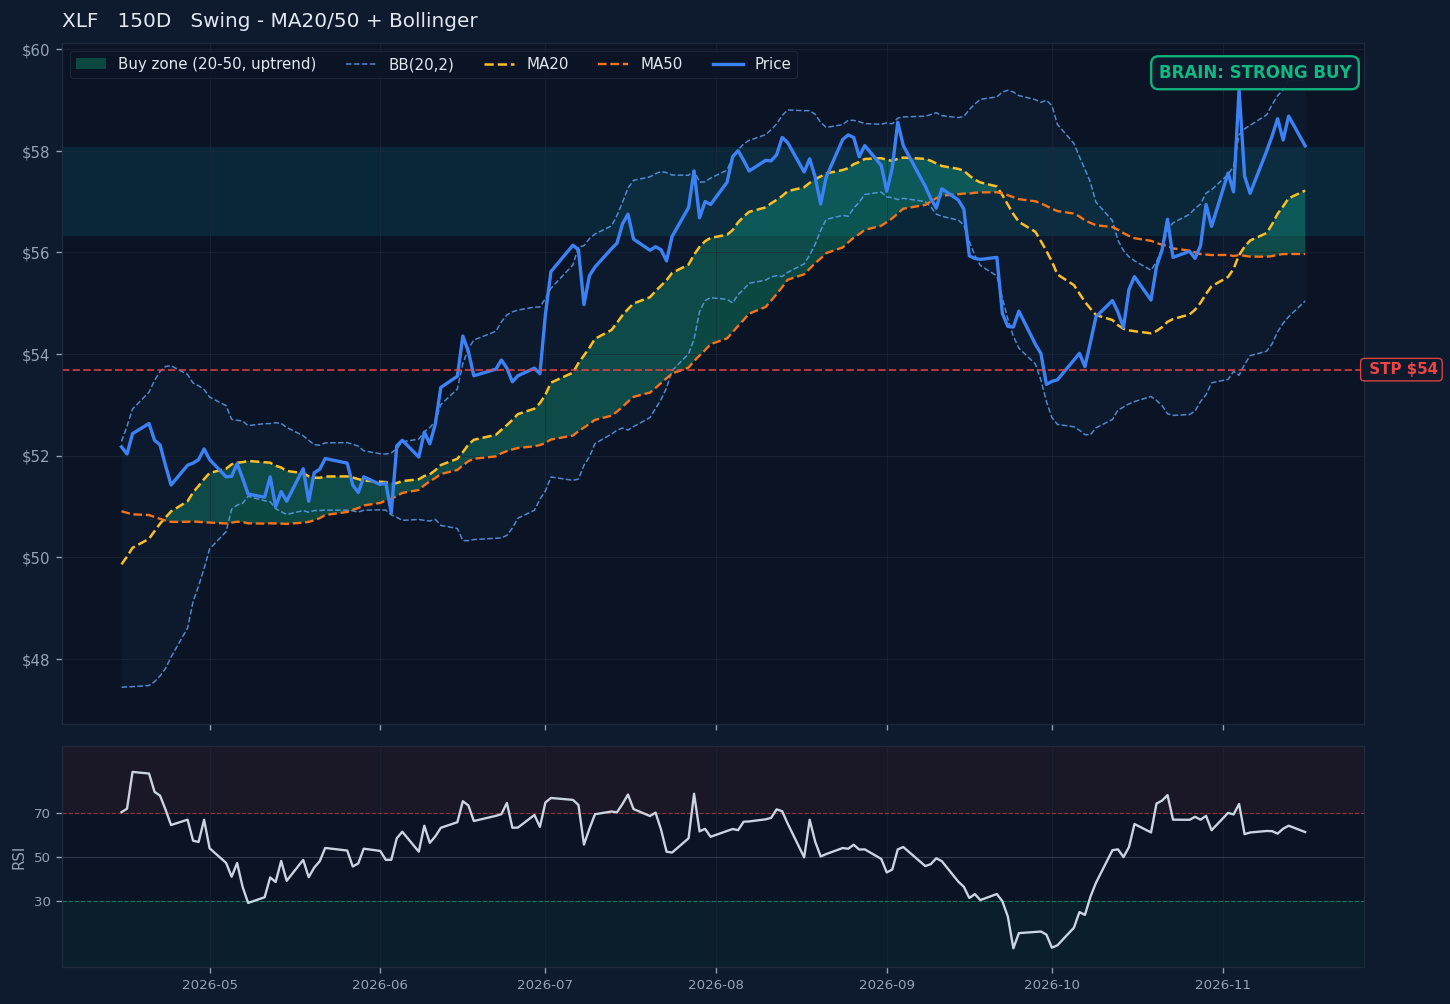 XLF   150D   Swing - MA20/50 + Bollinger
Buy zone (20-50, uptrend)
BB(20,2)
MA20
MA50
Price
BRAIN: STRONG BUY
$60
$58
$56
$54
$52
$50
$48
STP $54
RSI
70
50
30
2026-05
2026-06
2026-07
2026-08
2026-09
2026-10
2026-11